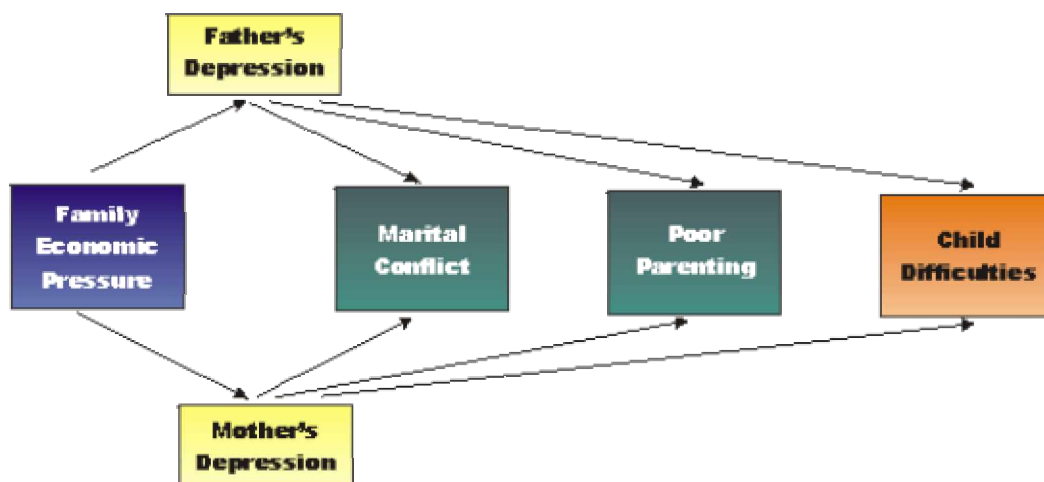 Father's
Depression
Family
Economic
Pressure
Marital
Conflict
Poor
Parenting
Child
Difficulties
Mother's
Depression